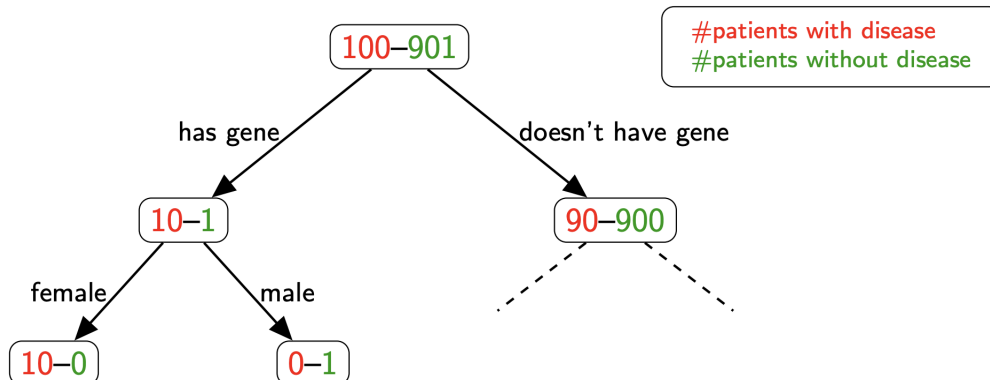 100–901
#patients with disease
#patients without disease
has gene
doesn't have gene
10–1
90–900
female
male
10–0
0–1